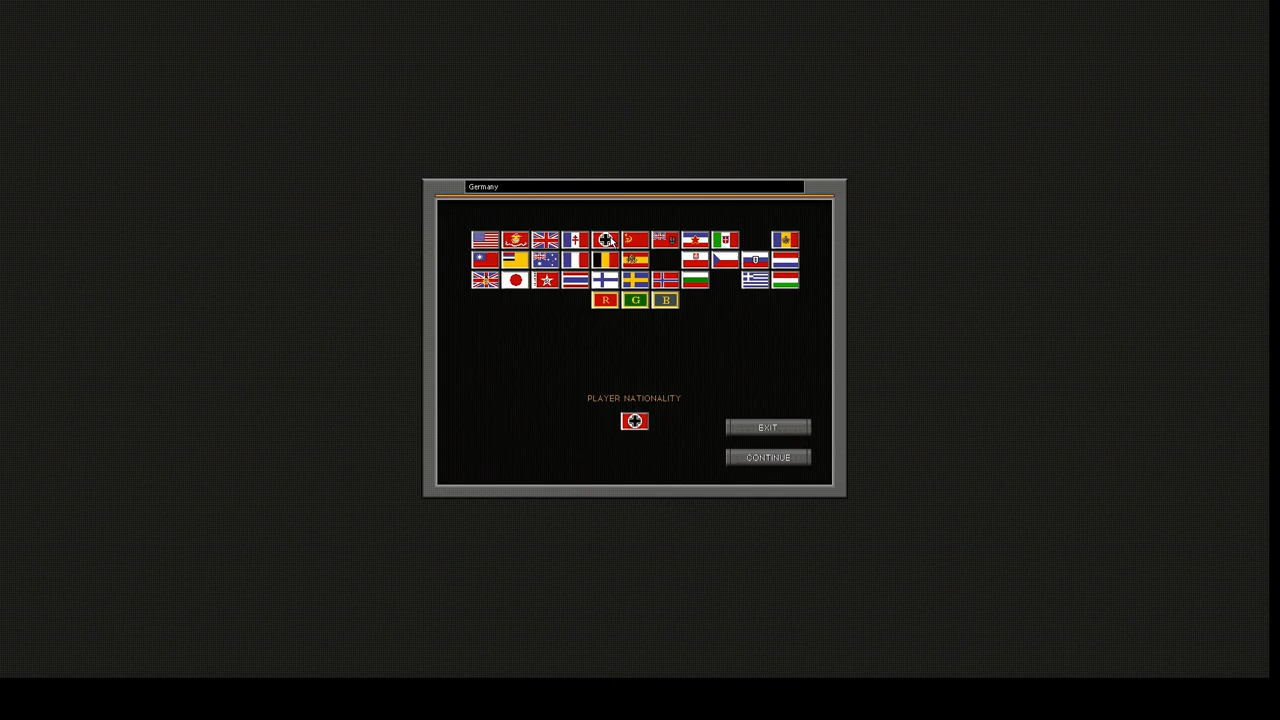 Germany
R G B
PLAYER NATIONALITY
EXIT
CONTINUE